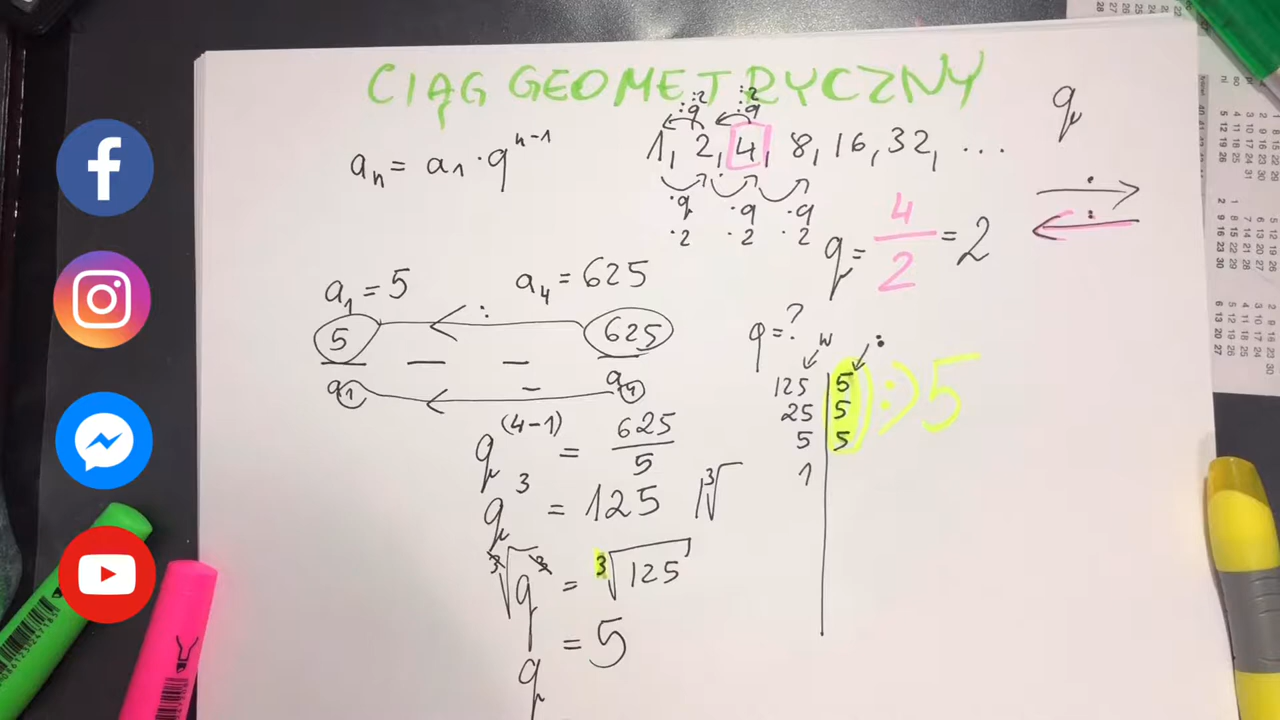 CIĄG GEOMETRYCZNY
:q :2 :q :2
aₙ = a₁ · qⁿ⁻¹
1, 2, 4, 8, 16, 32, ...
·q ·q ·q
·2 ·2 ·2
q
:
:
q = 4/2 = 2
a₁ = 5 a₄ = 625
5 ← : 625
a₁ − a₄
q = ?
w :
125 | 5
25 | 5
5 | 5
1
:) 5
q⁽⁴⁻¹⁾ = 625/5
q³ = 125 |∛
∛q³ = ∛125
q = 5